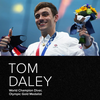 TOM
DALEY
World Champion Diver,
Olympic Gold Medalist